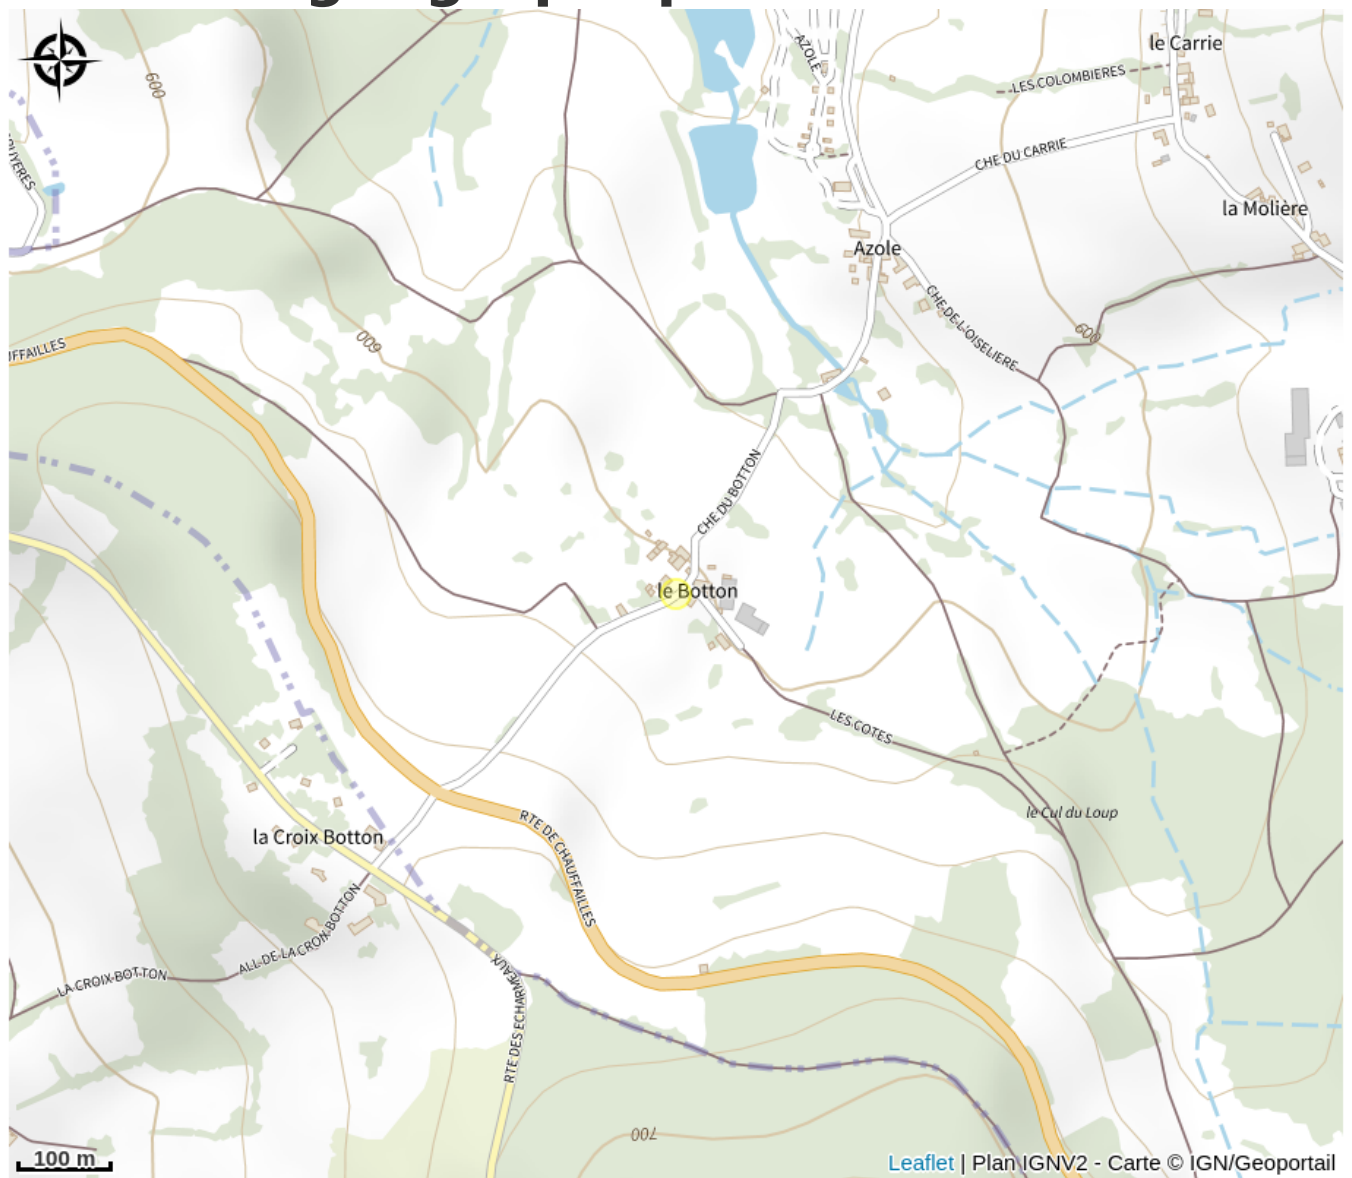 le Carrie
AZOLE
LES COLOMBIERES
600
CHE DU CARRIE
la Molière
Azole
CHE DE L'OISELIERE
600
600
UFFAILLES
CHE DU BOTTON
le Botton
LES COTES
le Cul du Loup
la Croix Botton
RTE DE CHAUFFAILLES
ALL DE LA CROIX BOTTON
LA CROIX BOTTON
RTE DES ECHARMEAUX
700
100 m
Leaflet | Plan IGNV2 - Carte © IGN/Geoportail